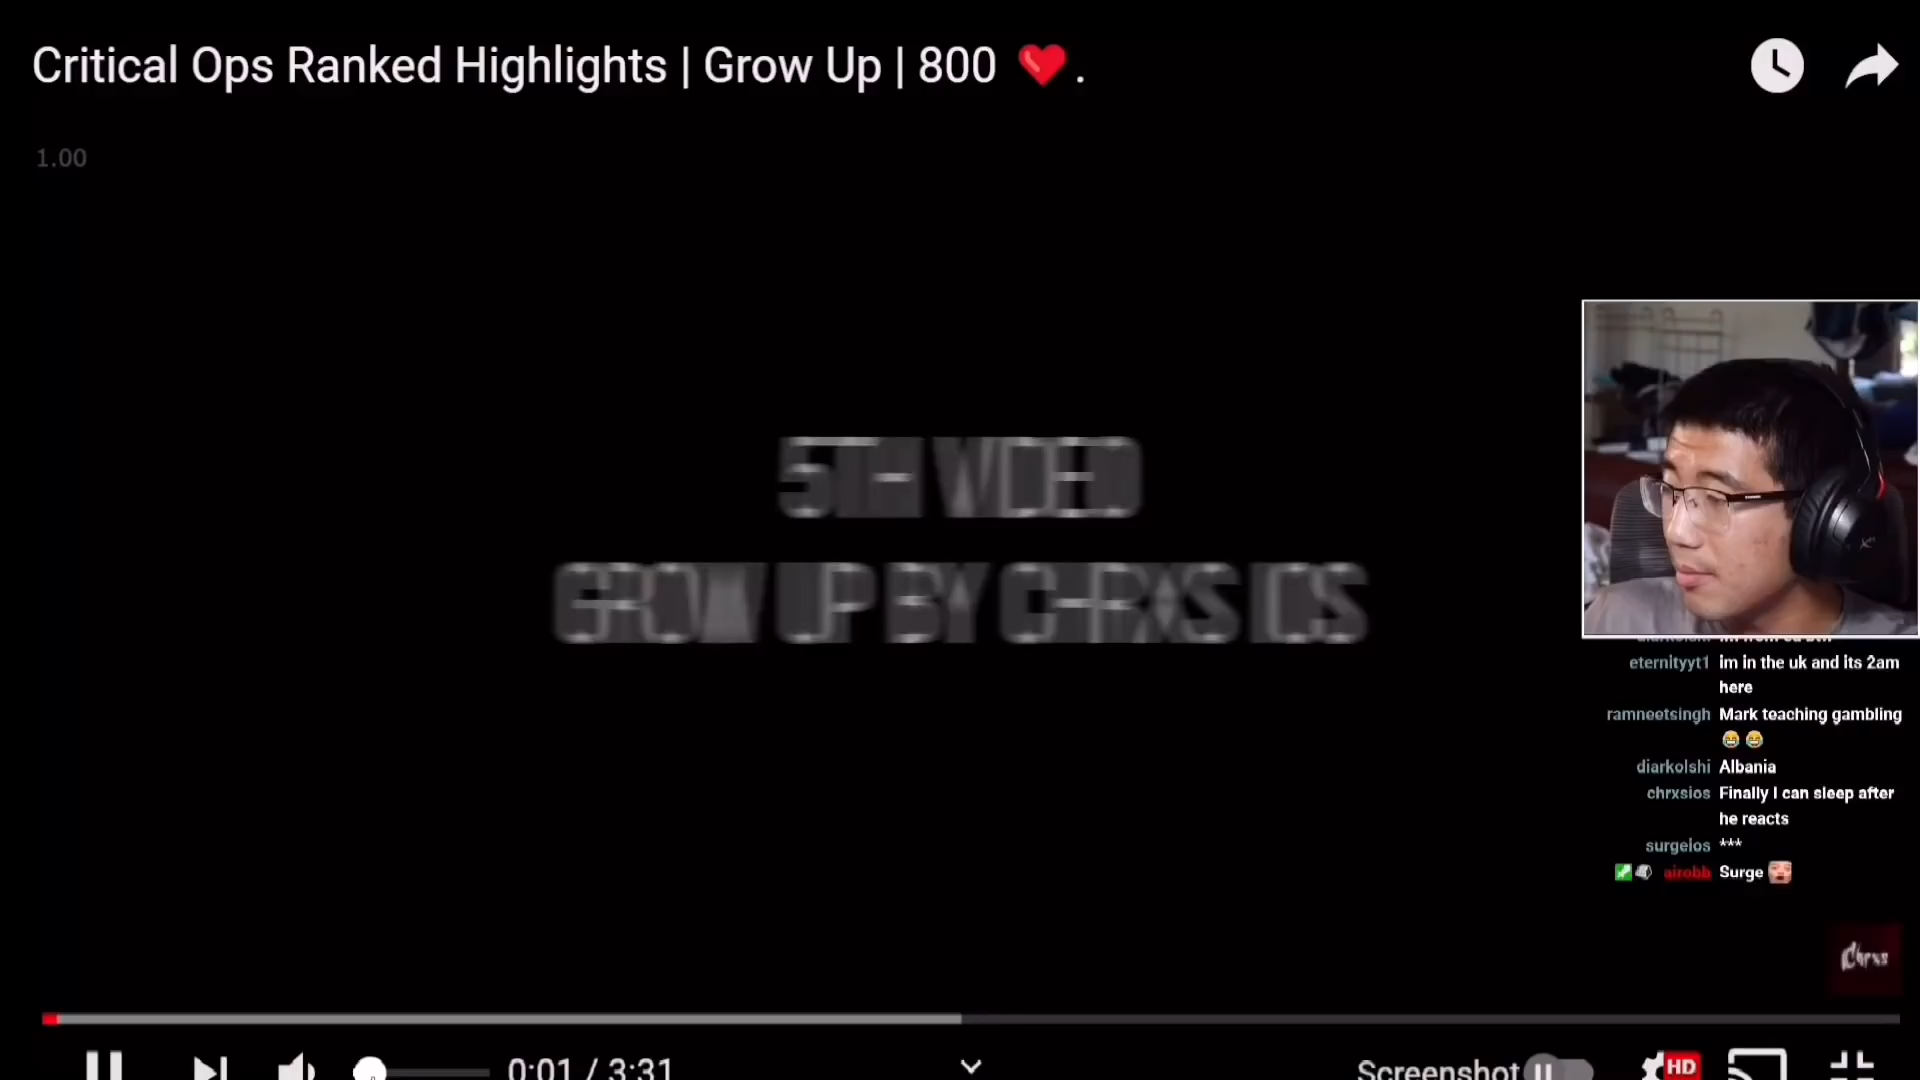 Critical Ops Ranked Highlights | Grow Up | 800 ❤️ .
1.00
5TH VIDEO
GROW UP BY CHRXS IOS
eternityyt1 im in the uk and its 2am
here
ramneetsingh Mark teaching gambling
😂 😂
diarkolshi Albania
chrxsios Finally I can sleep after
he reacts
surgeios ***
airobb Surge
Chrxs
0:01 / 3:31
Screenshot
HD